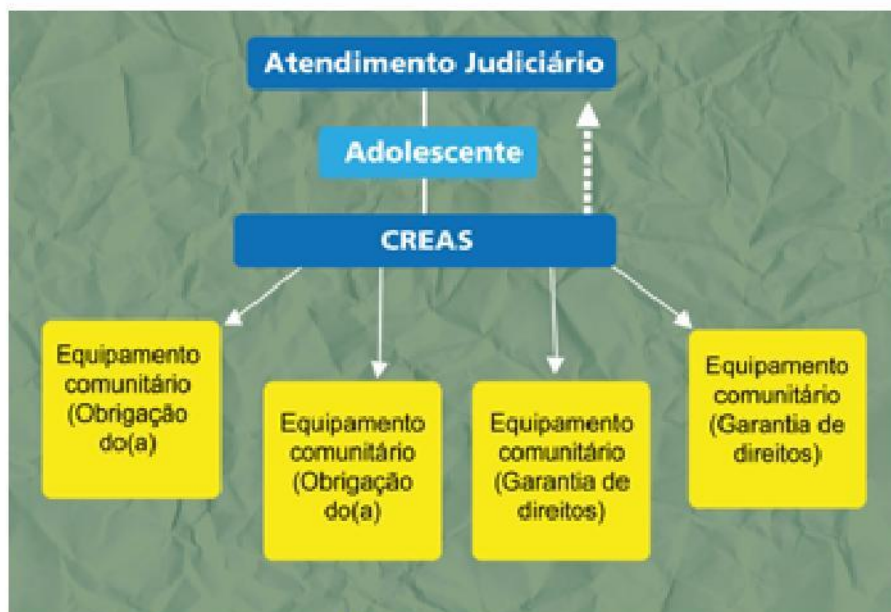 Atendimento Judiciário
Adolescente
CREAS
Equipamento
comunitário
(Obrigação
do(a)
Equipamento
comunitário
(Obrigação
do(a)
Equipamento
comunitário
(Garantia de
direitos)
Equipamento
comunitário
(Garantia de
direitos)